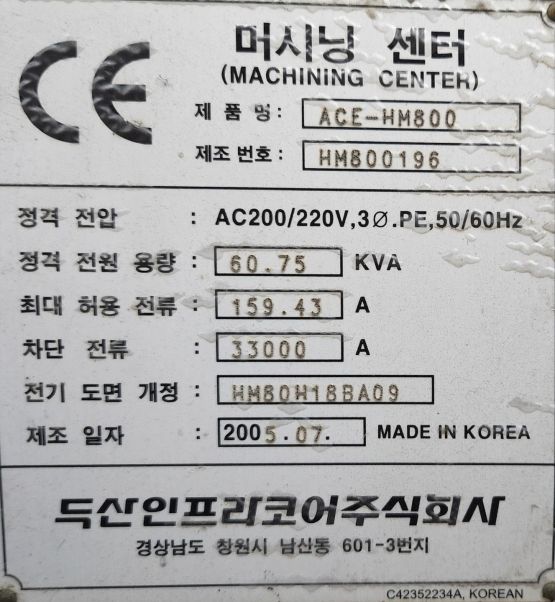 CE
머시닝 센터
(MACHINING CENTER)
제 품 명 : ACE-HM800
제조 번호 : HM800196
정격 전압 : AC200/220V,3Ø.PE,50/60Hz
정격 전원 용량 : 60.75 KVA
최대 허용 전류 : 159.43 A
차단 전류 : 33000 A
전기 도면 개정 : HM80H18BA09
제조 일자 : 2005.07. MADE IN KOREA
두산인프라코어주식회사
경상남도 창원시 남산동 601-3번지
C42352234A, KOREAN